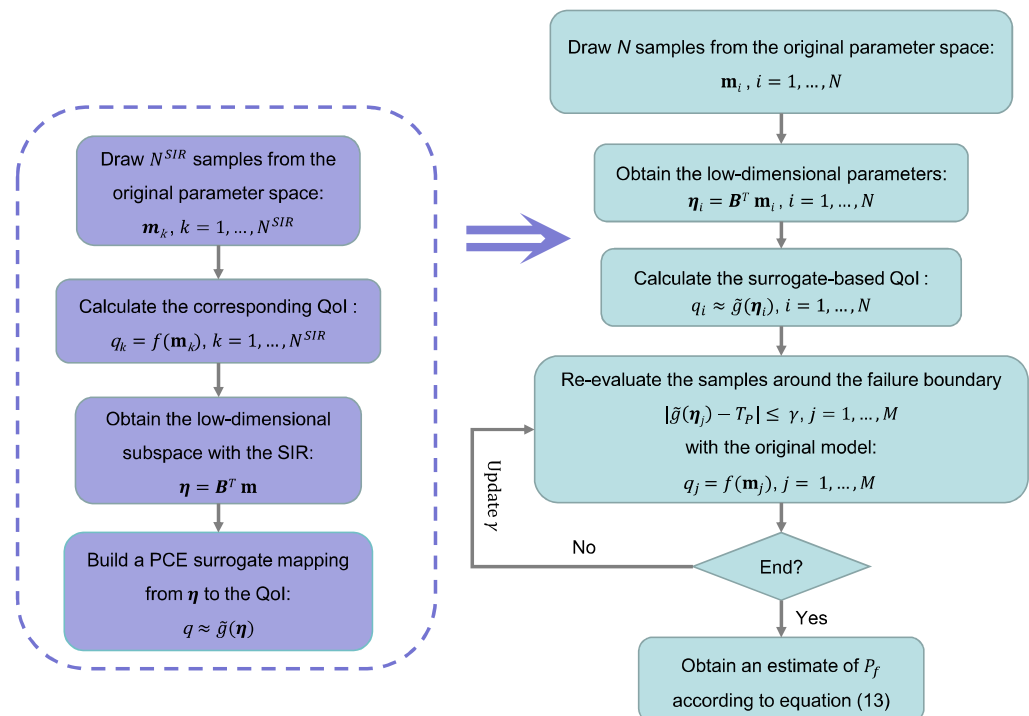 Draw N^{SIR} samples from the
original parameter space:
𝒎_k, k = 1, …, N^{SIR}
Calculate the corresponding QoI :
q_k = f(𝐦_k), k = 1, …, N^{SIR}
Obtain the low-dimensional
subspace with the SIR:
𝜼 = 𝑩^T 𝐦
Build a PCE surrogate mapping
from 𝜼 to the QoI:
q ≈ g̃(𝜼)
Draw N samples from the original parameter space:
𝐦_i , i = 1, …, N
Obtain the low-dimensional parameters:
𝜼_i = 𝑩^T 𝐦_i , i = 1, …, N
Calculate the surrogate-based QoI :
q_i ≈ g̃(𝜼_i), i = 1, …, N
Re-evaluate the samples around the failure boundary
|g̃(𝜼_j) − T_P| ≤ γ, j = 1, …, M
with the original model:
q_j = f(𝐦_j), j = 1, …, M
Update γ
No
End?
Yes
Obtain an estimate of P_f
according to equation (13)